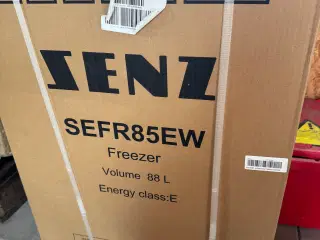 SENZ
SEFR85EW
Freezer
Volume 88 L
Energy class:E